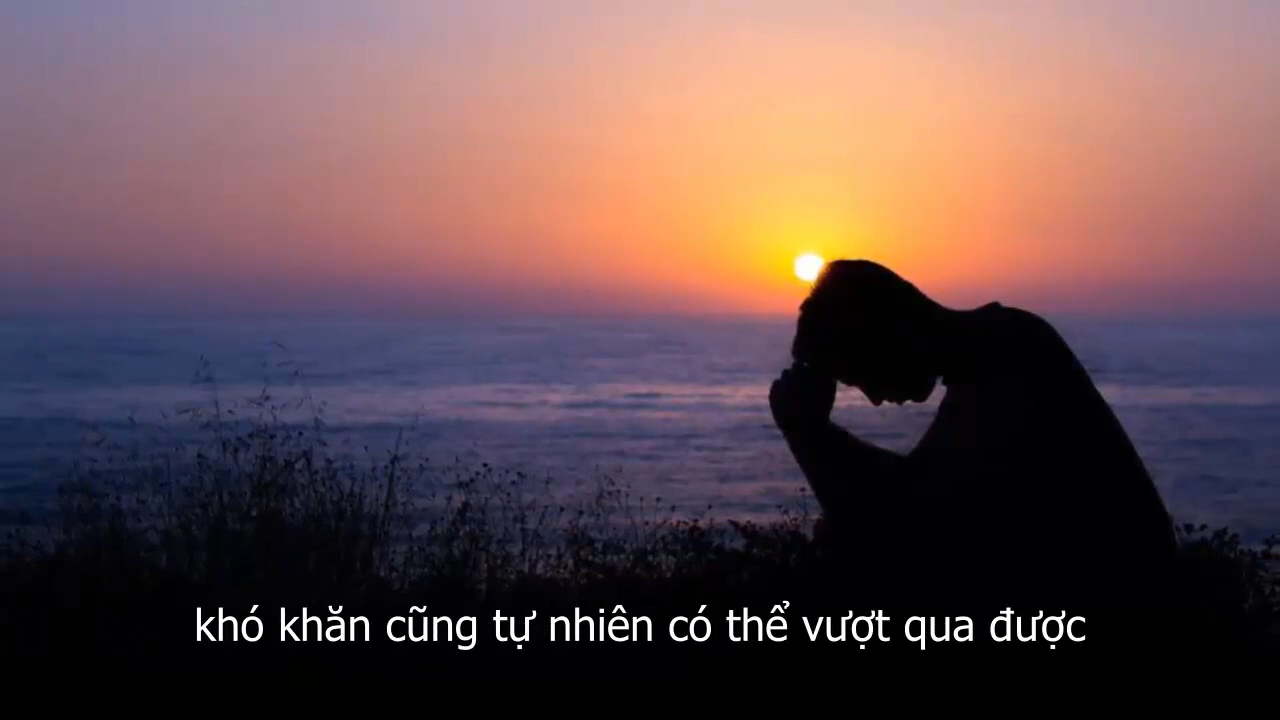 khó khăn cũng tự nhiên có thể vượt qua được